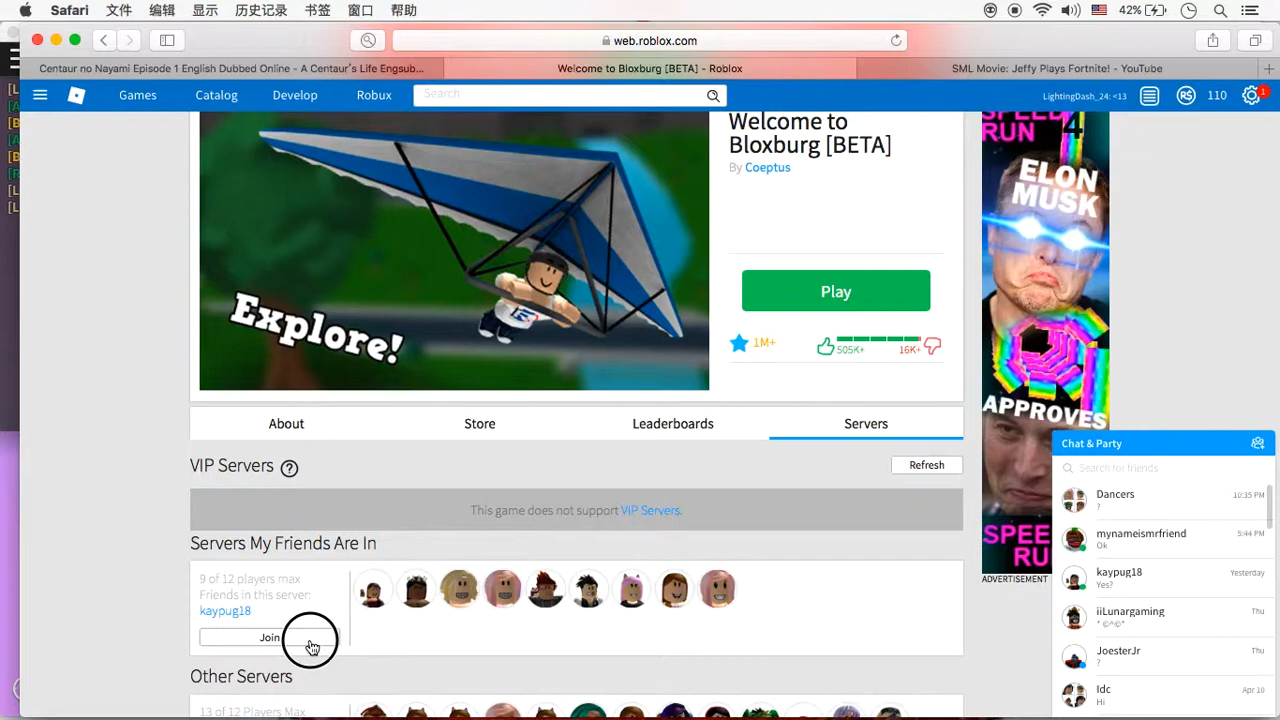 Safari 文件 编辑 显示 历史记录 书签 窗口 帮助 42%
web.roblox.com
Centaur no Nayami Episode 1 English Dubbed Online - A Centaur's Life Engsub...
Welcome to Bloxburg [BETA] - Roblox
SML Movie: Jeffy Plays Fortnite! - YouTube
Games Catalog Develop Robux Search LightingDash_24: <13 110 1
Explore!
Welcome to
Bloxburg [BETA]
By Coeptus
Play
1M+ 505K+ 16K+
About Store Leaderboards Servers
VIP Servers ?
Refresh
This game does not support VIP Servers.
Servers My Friends Are In
9 of 12 players max
Friends in this server:
kaypug18
Join
Other Servers
13 of 12 Players Max
SPEED
RUN 4
ELON
MUSK
APPROVES
ADVERTISEMENT
Chat & Party
Search for friends
Dancers 10:35 PM
?
mynameismrfriend 5:44 PM
Ok
kaypug18 Yesterday
Yes?
iiLunargaming Thu
* ©^©*
JoesterJr Thu
?
Idc Apr 10
Hi